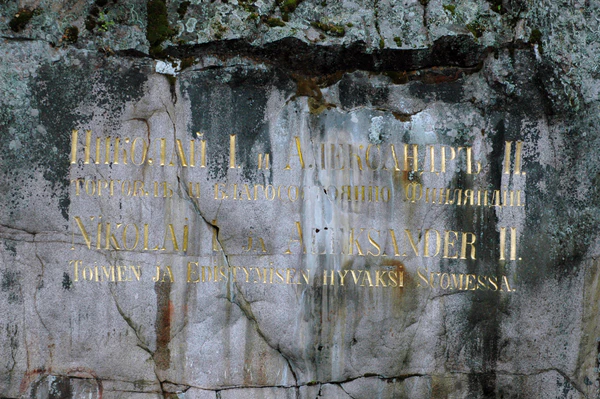 Николай I. и Александръ II.
торговлѣ и благосостоянію Финляндіи
Nikolai I. ja Aleksander II.
Toimen ja Edistymisen hyväksi Suomessa.